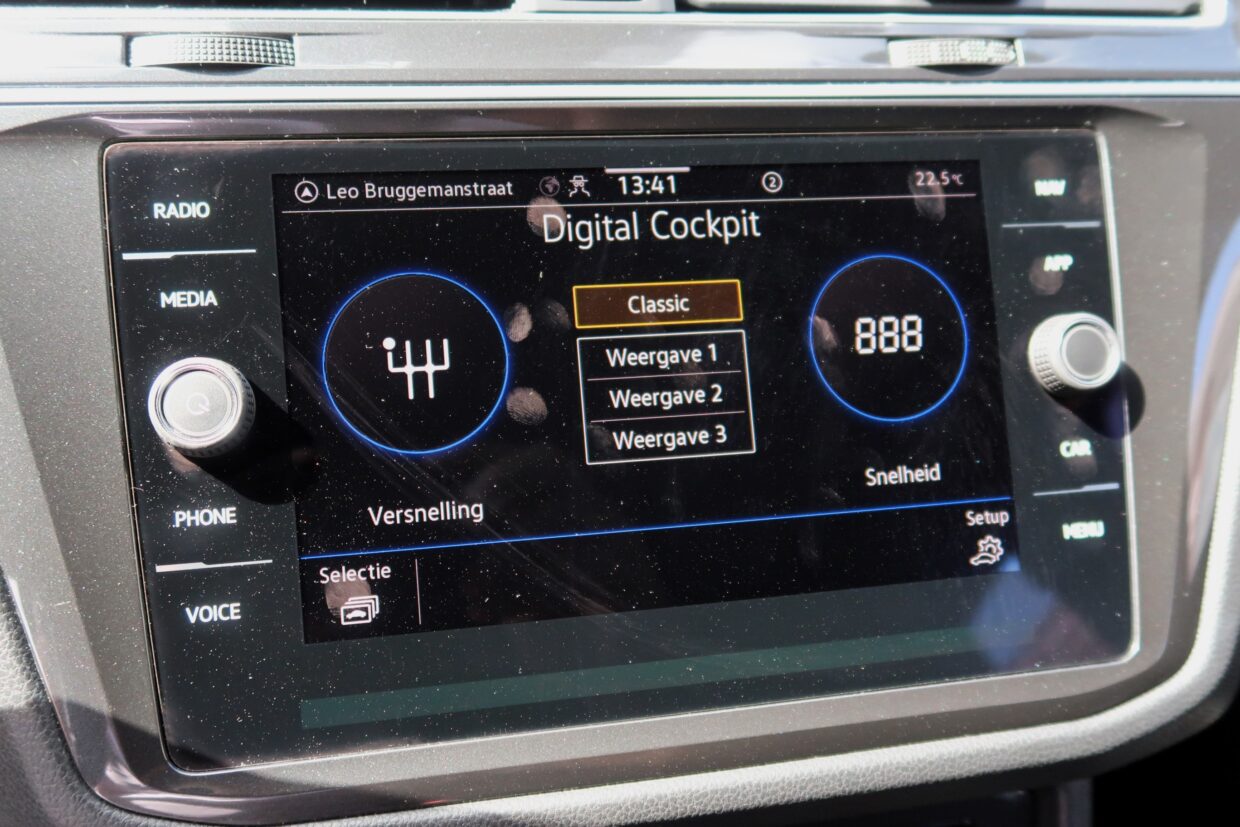 RADIO
MEDIA
PHONE
VOICE
Leo Bruggemanstraat
13:41
2
22.5°C
Digital Cockpit
Classic
Weergave 1
Weergave 2
Weergave 3
888
Versnelling
Snelheid
Selectie
Setup
NAV
APP
CAR
MENU